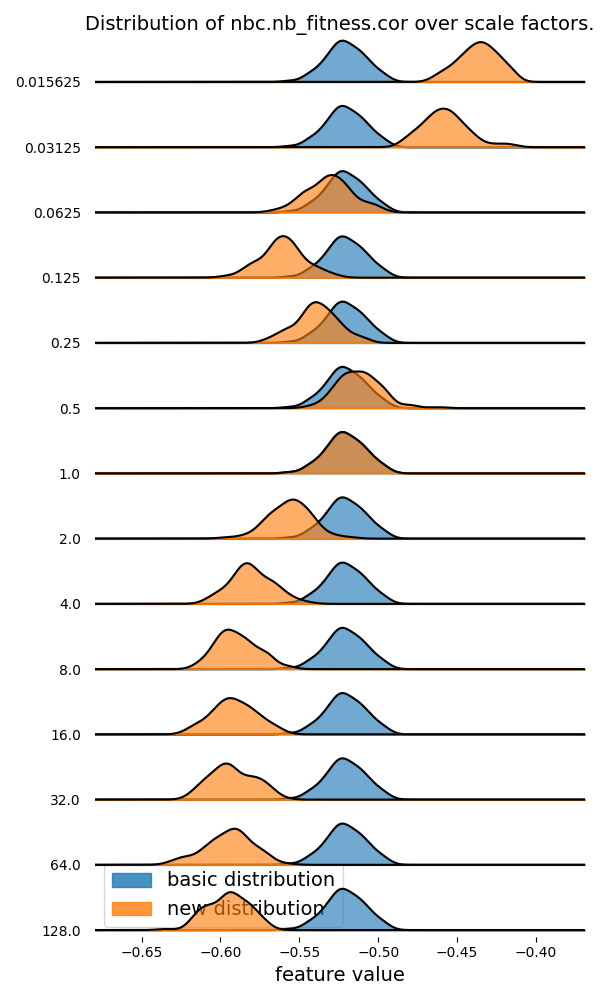 Distribution of nbc.nb_fitness.cor over scale factors.
0.015625
0.03125
0.0625
0.125
0.25
0.5
1.0
2.0
4.0
8.0
16.0
32.0
64.0
basic distribution
new distribution
128.0
−0.65 −0.60 −0.55 −0.50 −0.45 −0.40
feature value